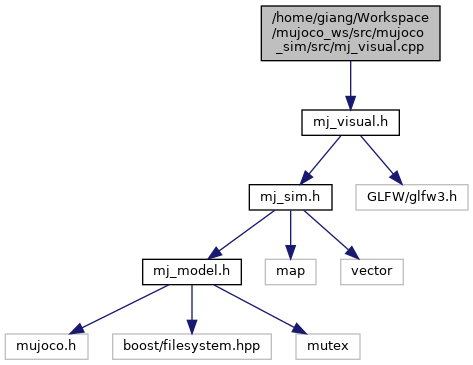 /home/giang/Workspace
/mujoco_ws/src/mujoco
_sim/src/mj_visual.cpp
mj_visual.h
mj_sim.h
GLFW/glfw3.h
mj_model.h
map
vector
mujoco.h
boost/filesystem.hpp
mutex